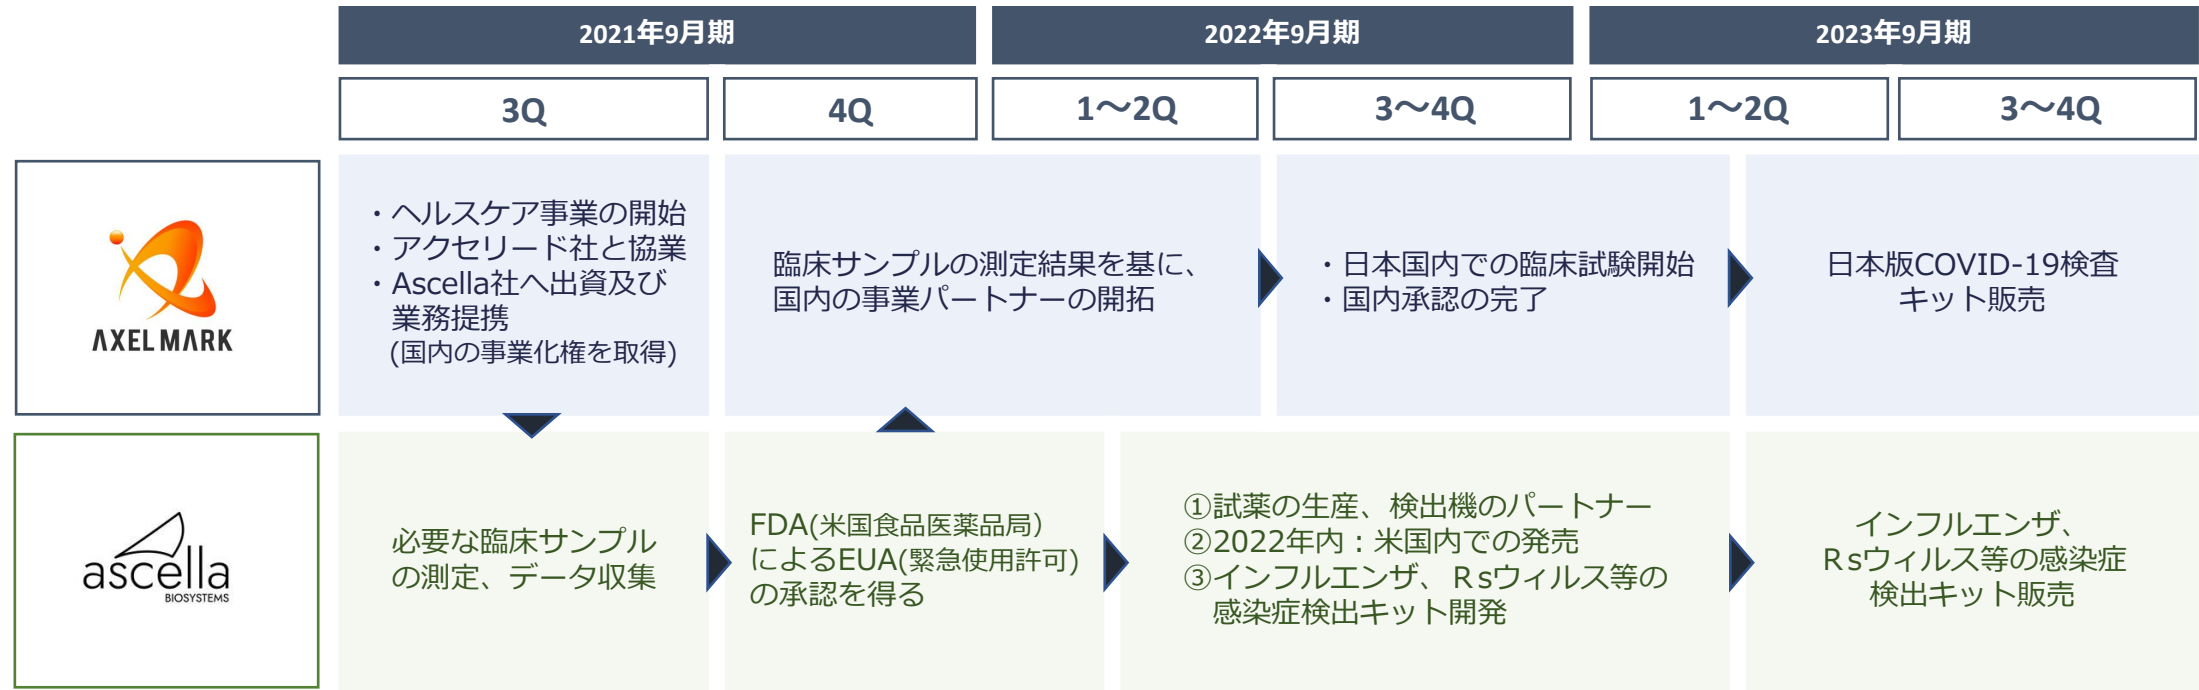 2021年9月期
2022年9月期
2023年9月期
3Q
4Q
1～2Q
3～4Q
1～2Q
3～4Q
AXEL MARK
・ヘルスケア事業の開始
・アクセリード社と協業
・Ascella社へ出資及び
業務提携
(国内の事業化権を取得)
臨床サンプルの測定結果を基に、
国内の事業パートナーの開拓
・日本国内での臨床試験開始
・国内承認の完了
日本版COVID-19検査
キット販売
ascella
BIOSYSTEMS
必要な臨床サンプル
の測定、データ収集
FDA(米国食品医薬品局）
によるEUA(緊急使用許可)
の承認を得る
①試薬の生産、検出機のパートナー
②2022年内：米国内での発売
③インフルエンザ、Ｒsウィルス等の
感染症検出キット開発
インフルエンザ、
Ｒsウィルス等の感染症
検出キット販売